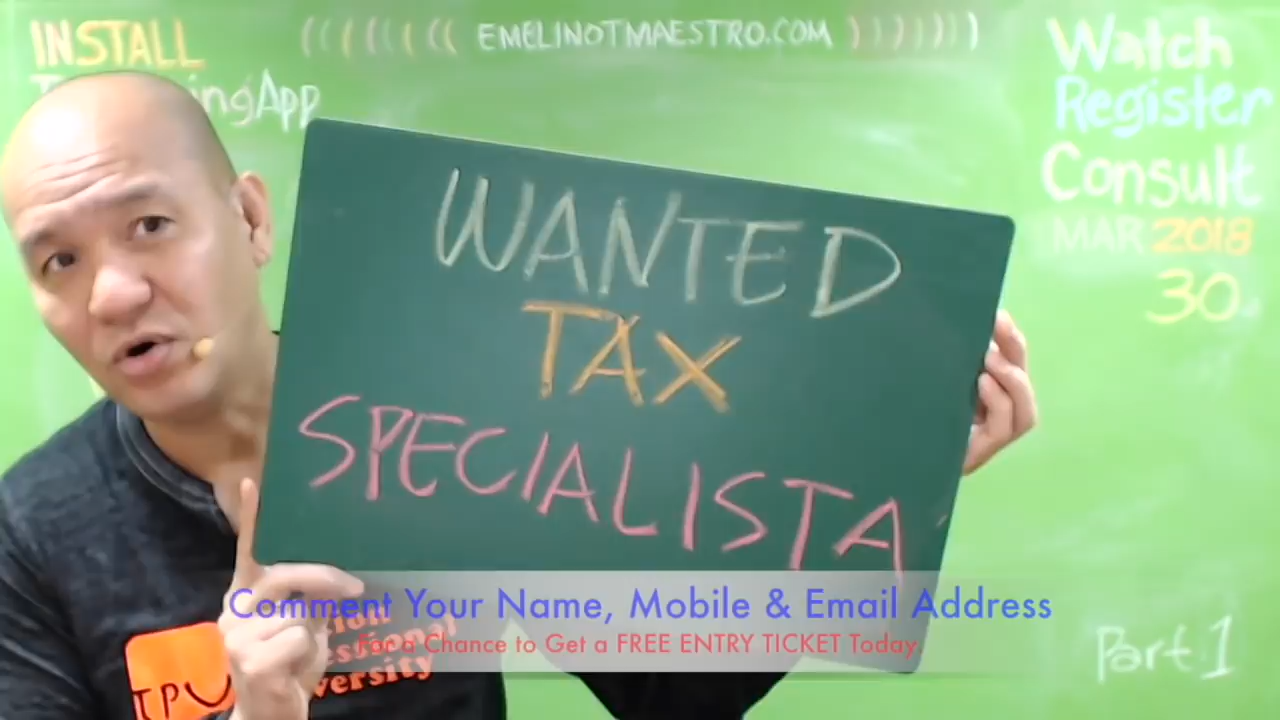 INSTALL
ingApp
(((((( EMELINOTMAESTRO.COM ))))))
Watch
Register
Consult
MAR 2018
30
WANTED
TAX
SPECIALISTA
Comment Your Name, Mobile & Email Address
For a Chance to Get a FREE ENTRY TICKET Today.
TPU
Part 1